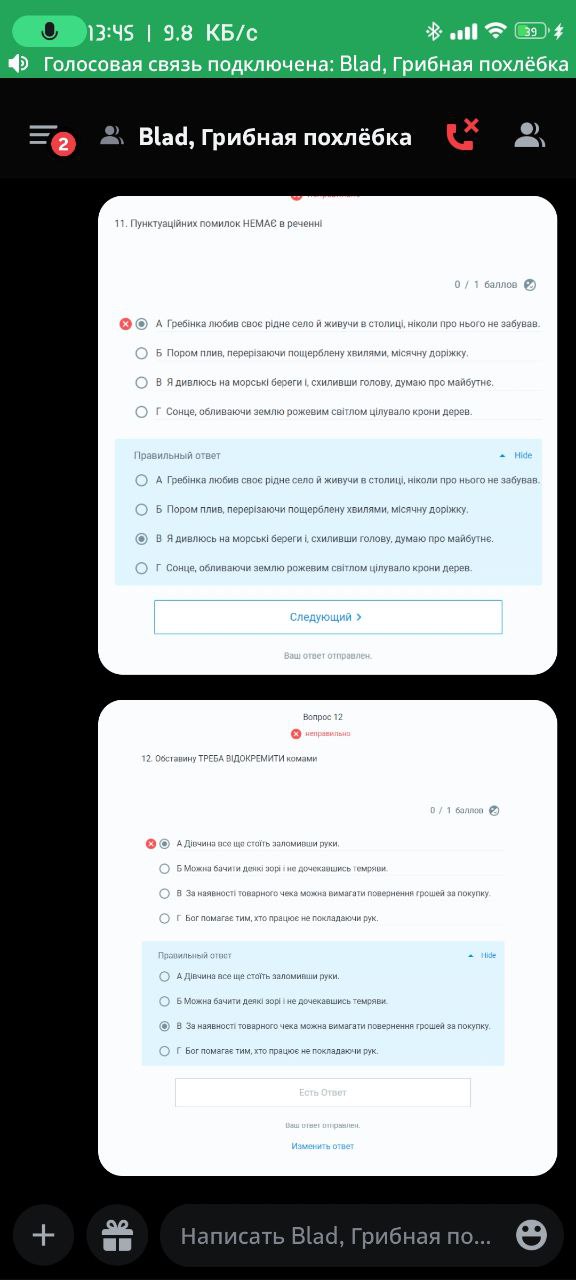 13:45 | 9.8 КБ/с
39
Голосовая связь подключена: Blad, Грибная похлёбка
2
Blad, Грибная похлёбка
11. Пунктуаційних помилок НЕМАЄ в реченні
0 / 1 баллов
А Гребінка любив своє рідне село й живучи в столиці, ніколи про нього не забував.
Б Пором плив, перерізаючи пощерблену хвилями, місячну доріжку.
В Я дивлюсь на морські береги і, схиливши голову, думаю про майбутнє.
Г Сонце, обливаючи землю рожевим світлом цілувало крони дерев.
Правильный ответ
Hide
А Гребінка любив своє рідне село й живучи в столиці, ніколи про нього не забував.
Б Пором плив, перерізаючи пощерблену хвилями, місячну доріжку.
В Я дивлюсь на морські береги і, схиливши голову, думаю про майбутнє.
Г Сонце, обливаючи землю рожевим світлом цілувало крони дерев.
Следующий
Ваш ответ отправлен.
Вопрос 12
неправильно
12. Обставину ТРЕБА ВІДОКРЕМИТИ комами
0 / 1 баллов
А Дівчина все ще стоїть заломивши руки.
Б Можна бачити деякі зорі і не дочекавшись темряви.
В За наявності товарного чека можна вимагати повернення грошей за покупку.
Г Бог помагає тим, хто працює не покладаючи рук.
Правильный ответ
Hide
А Дівчина все ще стоїть заломивши руки.
Б Можна бачити деякі зорі і не дочекавшись темряви.
В За наявності товарного чека можна вимагати повернення грошей за покупку.
Г Бог помагає тим, хто працює не покладаючи рук.
Есть Ответ
Ваш ответ отправлен.
Изменить ответ
Написать Blad, Грибная по...